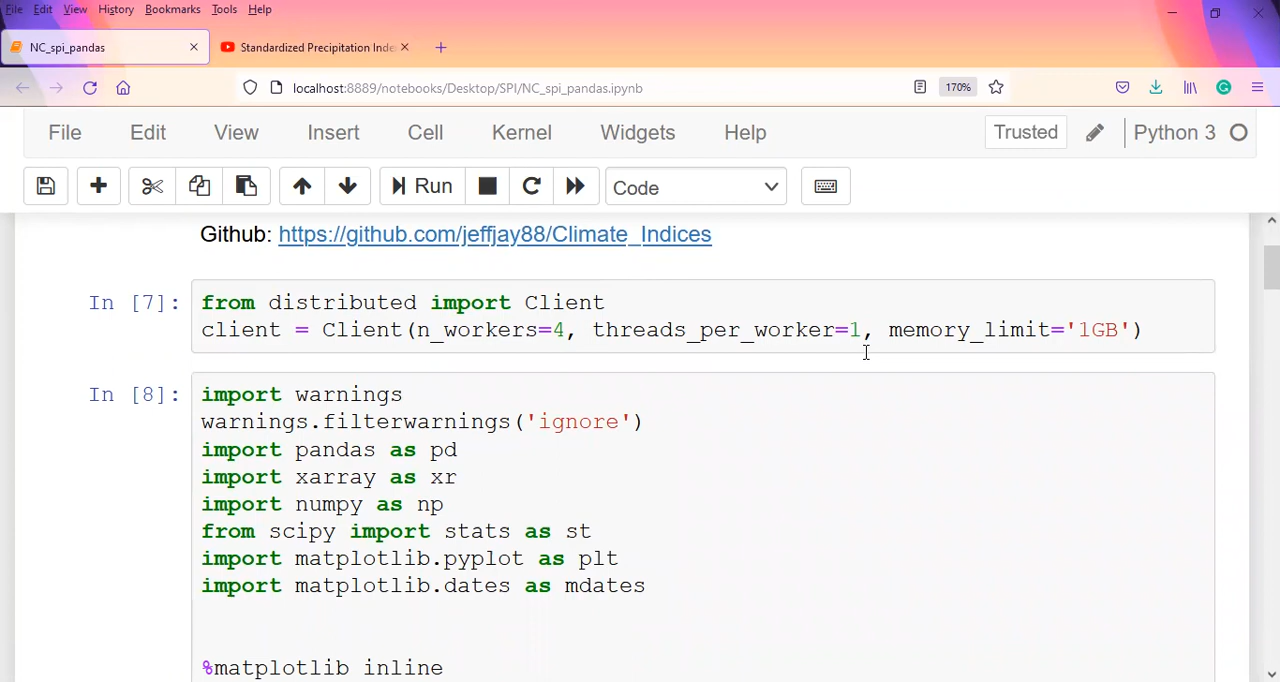 File Edit View History Bookmarks Tools Help
NC_spi_pandas
Standardized Precipitation Inde
localhost:8889/notebooks/Desktop/SPI/NC_spi_pandas.ipynb
170%
File Edit View Insert Cell Kernel Widgets Help
Trusted
Python 3
Run
Code
Github: https://github.com/jeffjay88/Climate_Indices
In [7]:
from distributed import Client
client = Client(n_workers=4, threads_per_worker=1, memory_limit='1GB')
In [8]:
import warnings
warnings.filterwarnings('ignore')
import pandas as pd
import xarray as xr
import numpy as np
from scipy import stats as st
import matplotlib.pyplot as plt
import matplotlib.dates as mdates
%matplotlib inline